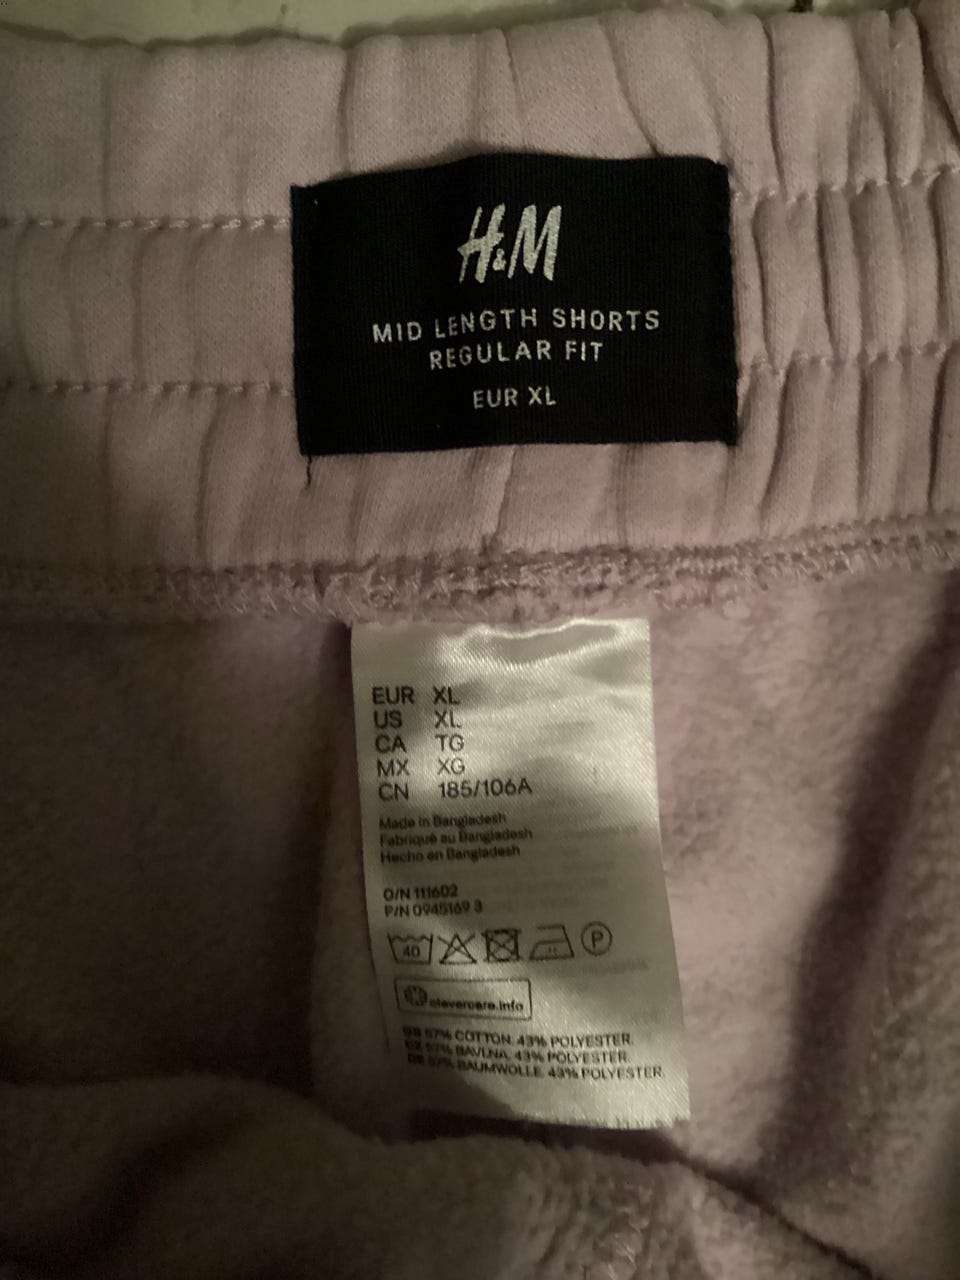 H&M
MID LENGTH SHORTS
REGULAR FIT
EUR XL
EUR XL
US XL
CA TG
MX XG
CN 185/106A
Made in Bangladesh
Fabriqué au Bangladesh
Hecho en Bangladesh
O/N 111602
P/N 0945169 3
40
P
clevercare.info
GB 57% COTTON. 43% POLYESTER.
CZ 57% BAVLNA, 43% POLYESTER.
DE 57% BAUMWOLLE, 43% POLYESTER